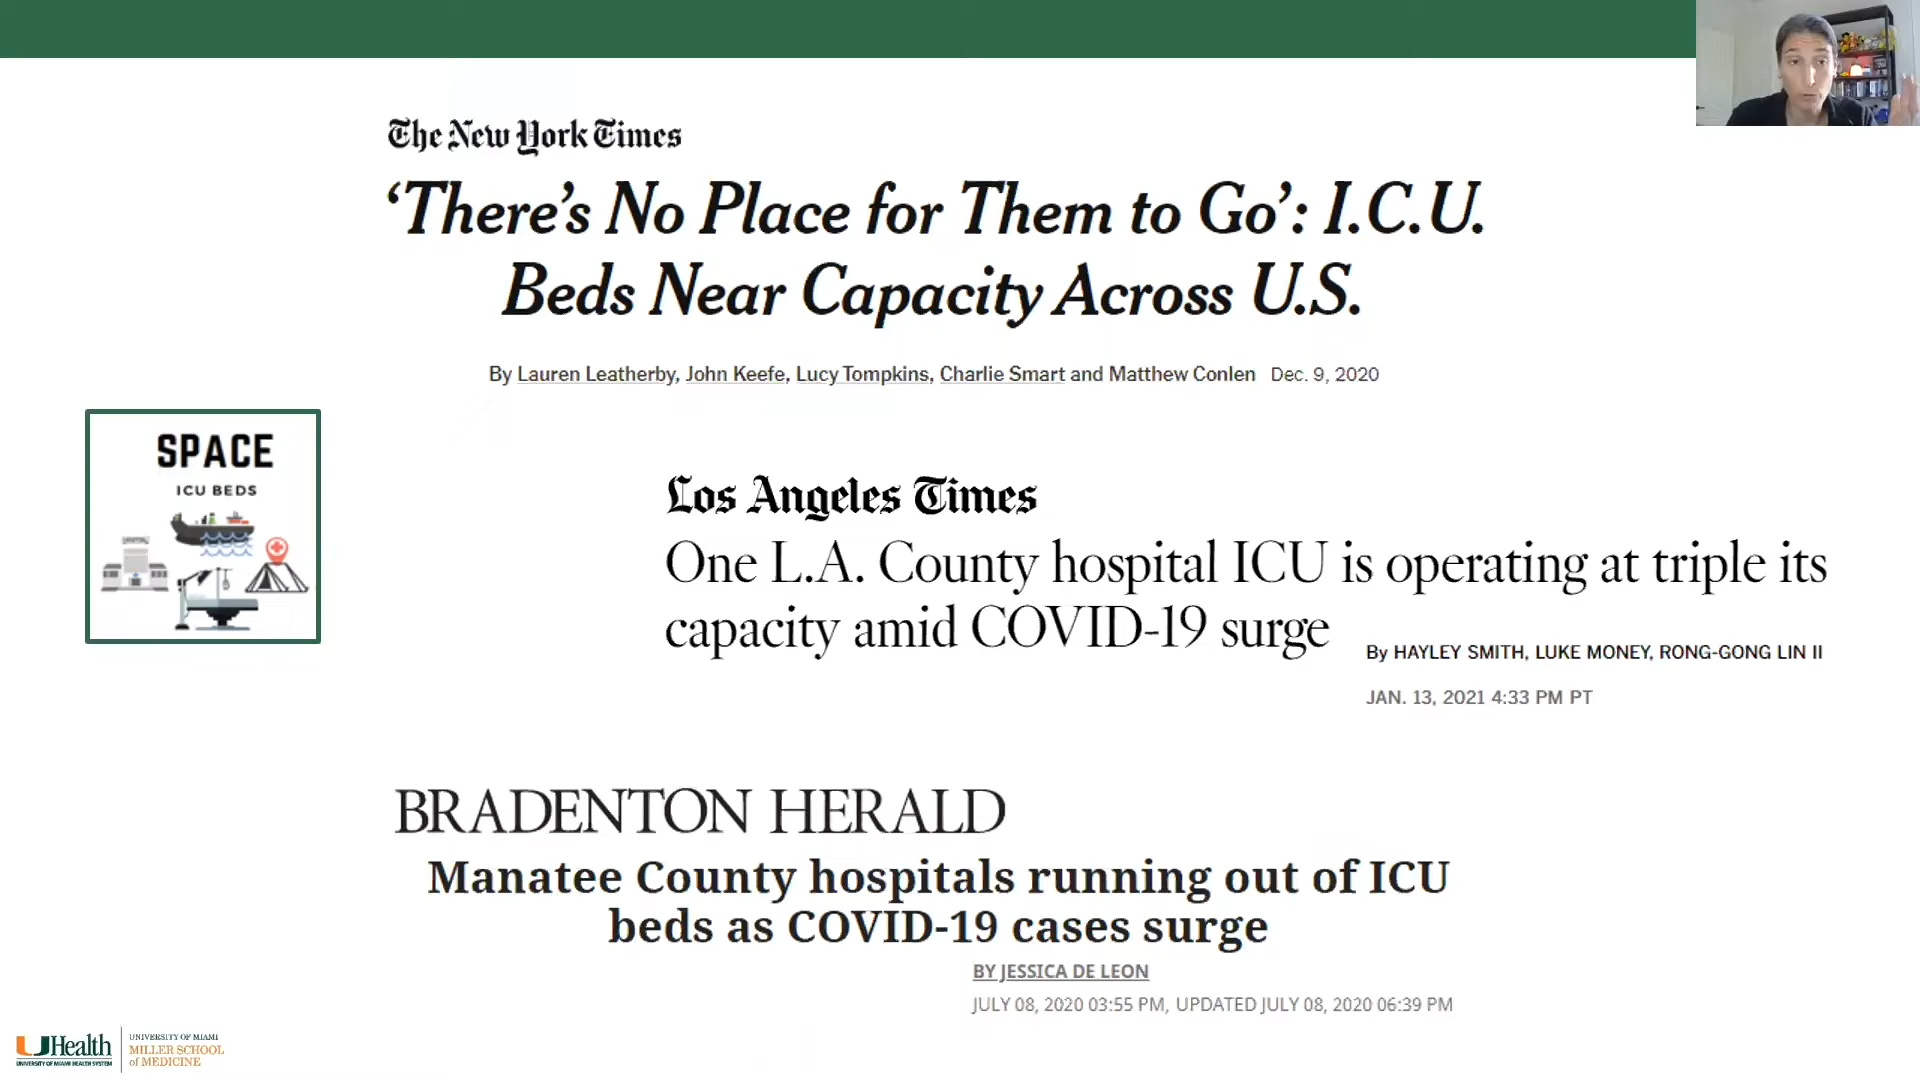 The New York Times
‘There’s No Place for Them to Go’: I.C.U.
Beds Near Capacity Across U.S.
By Lauren Leatherby, John Keefe, Lucy Tompkins, Charlie Smart and Matthew Conlen Dec. 9, 2020
SPACE
ICU BEDS
Los Angeles Times
One L.A. County hospital ICU is operating at triple its
capacity amid COVID-19 surge
By HAYLEY SMITH, LUKE MONEY, RONG-GONG LIN II
JAN. 13, 2021 4:33 PM PT
BRADENTON HERALD
Manatee County hospitals running out of ICU
beds as COVID-19 cases surge
BY JESSICA DE LEON
JULY 08, 2020 03:55 PM, UPDATED JULY 08, 2020 06:39 PM
UHealth
UNIVERSITY OF MIAMI HEALTH SYSTEM
UNIVERSITY OF MIAMI
MILLER SCHOOL
of MEDICINE